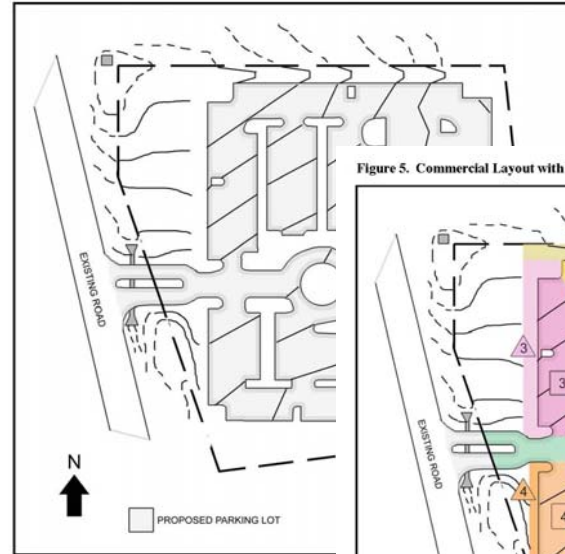 EXISTING ROAD
N
PROPOSED PARKING LOT
Figure 5. Commercial Layout with
3
3
EXISTING ROAD
4
4